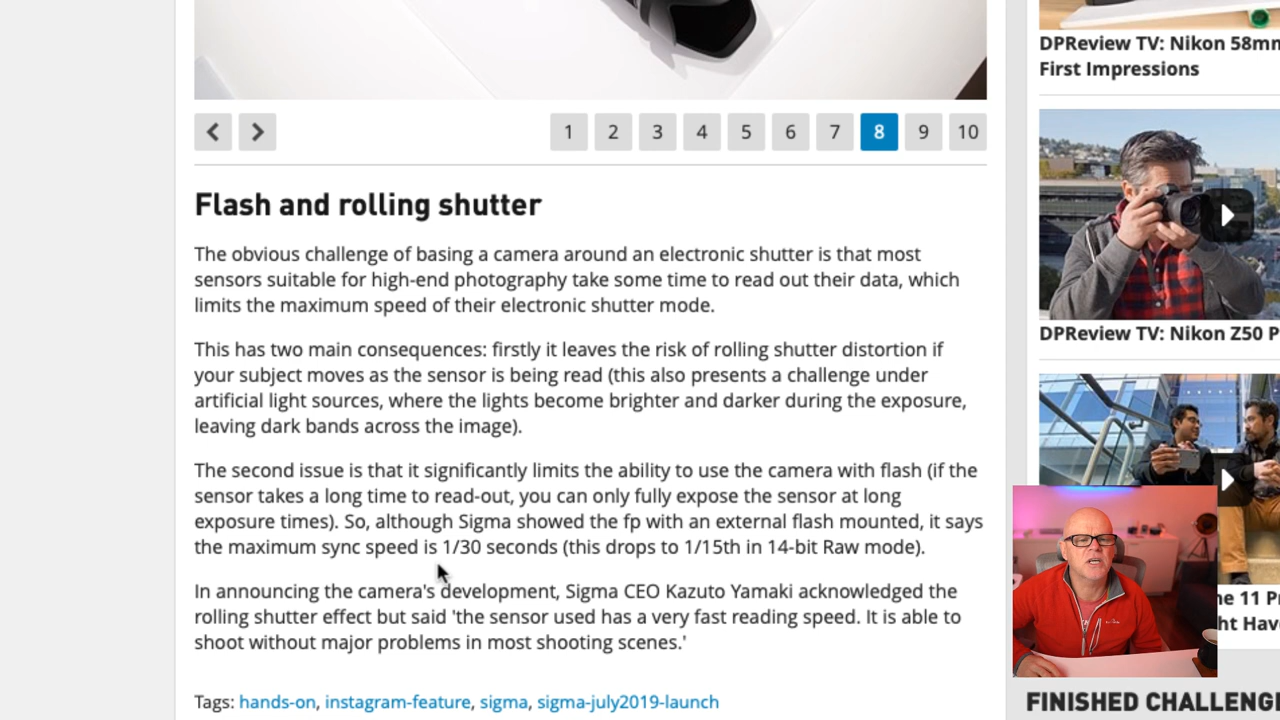 1 2 3 4 5 6 7 8 9 10
Flash and rolling shutter
The obvious challenge of basing a camera around an electronic shutter is that most
sensors suitable for high-end photography take some time to read out their data, which
limits the maximum speed of their electronic shutter mode.
This has two main consequences: firstly it leaves the risk of rolling shutter distortion if
your subject moves as the sensor is being read (this also presents a challenge under
artificial light sources, where the lights become brighter and darker during the exposure,
leaving dark bands across the image).
The second issue is that it significantly limits the ability to use the camera with flash (if the
sensor takes a long time to read-out, you can only fully expose the sensor at long
exposure times). So, although Sigma showed the fp with an external flash mounted, it says
the maximum sync speed is 1/30 seconds (this drops to 1/15th in 14-bit Raw mode).
In announcing the camera's development, Sigma CEO Kazuto Yamaki acknowledged the
rolling shutter effect but said 'the sensor used has a very fast reading speed. It is able to
shoot without major problems in most shooting scenes.'
Tags: hands-on, instagram-feature, sigma, sigma-july2019-launch
DPReview TV: Nikon 58mm
First Impressions
DPReview TV: Nikon Z50 P
ne 11 Pr
ht Hav
FINISHED CHALLENG